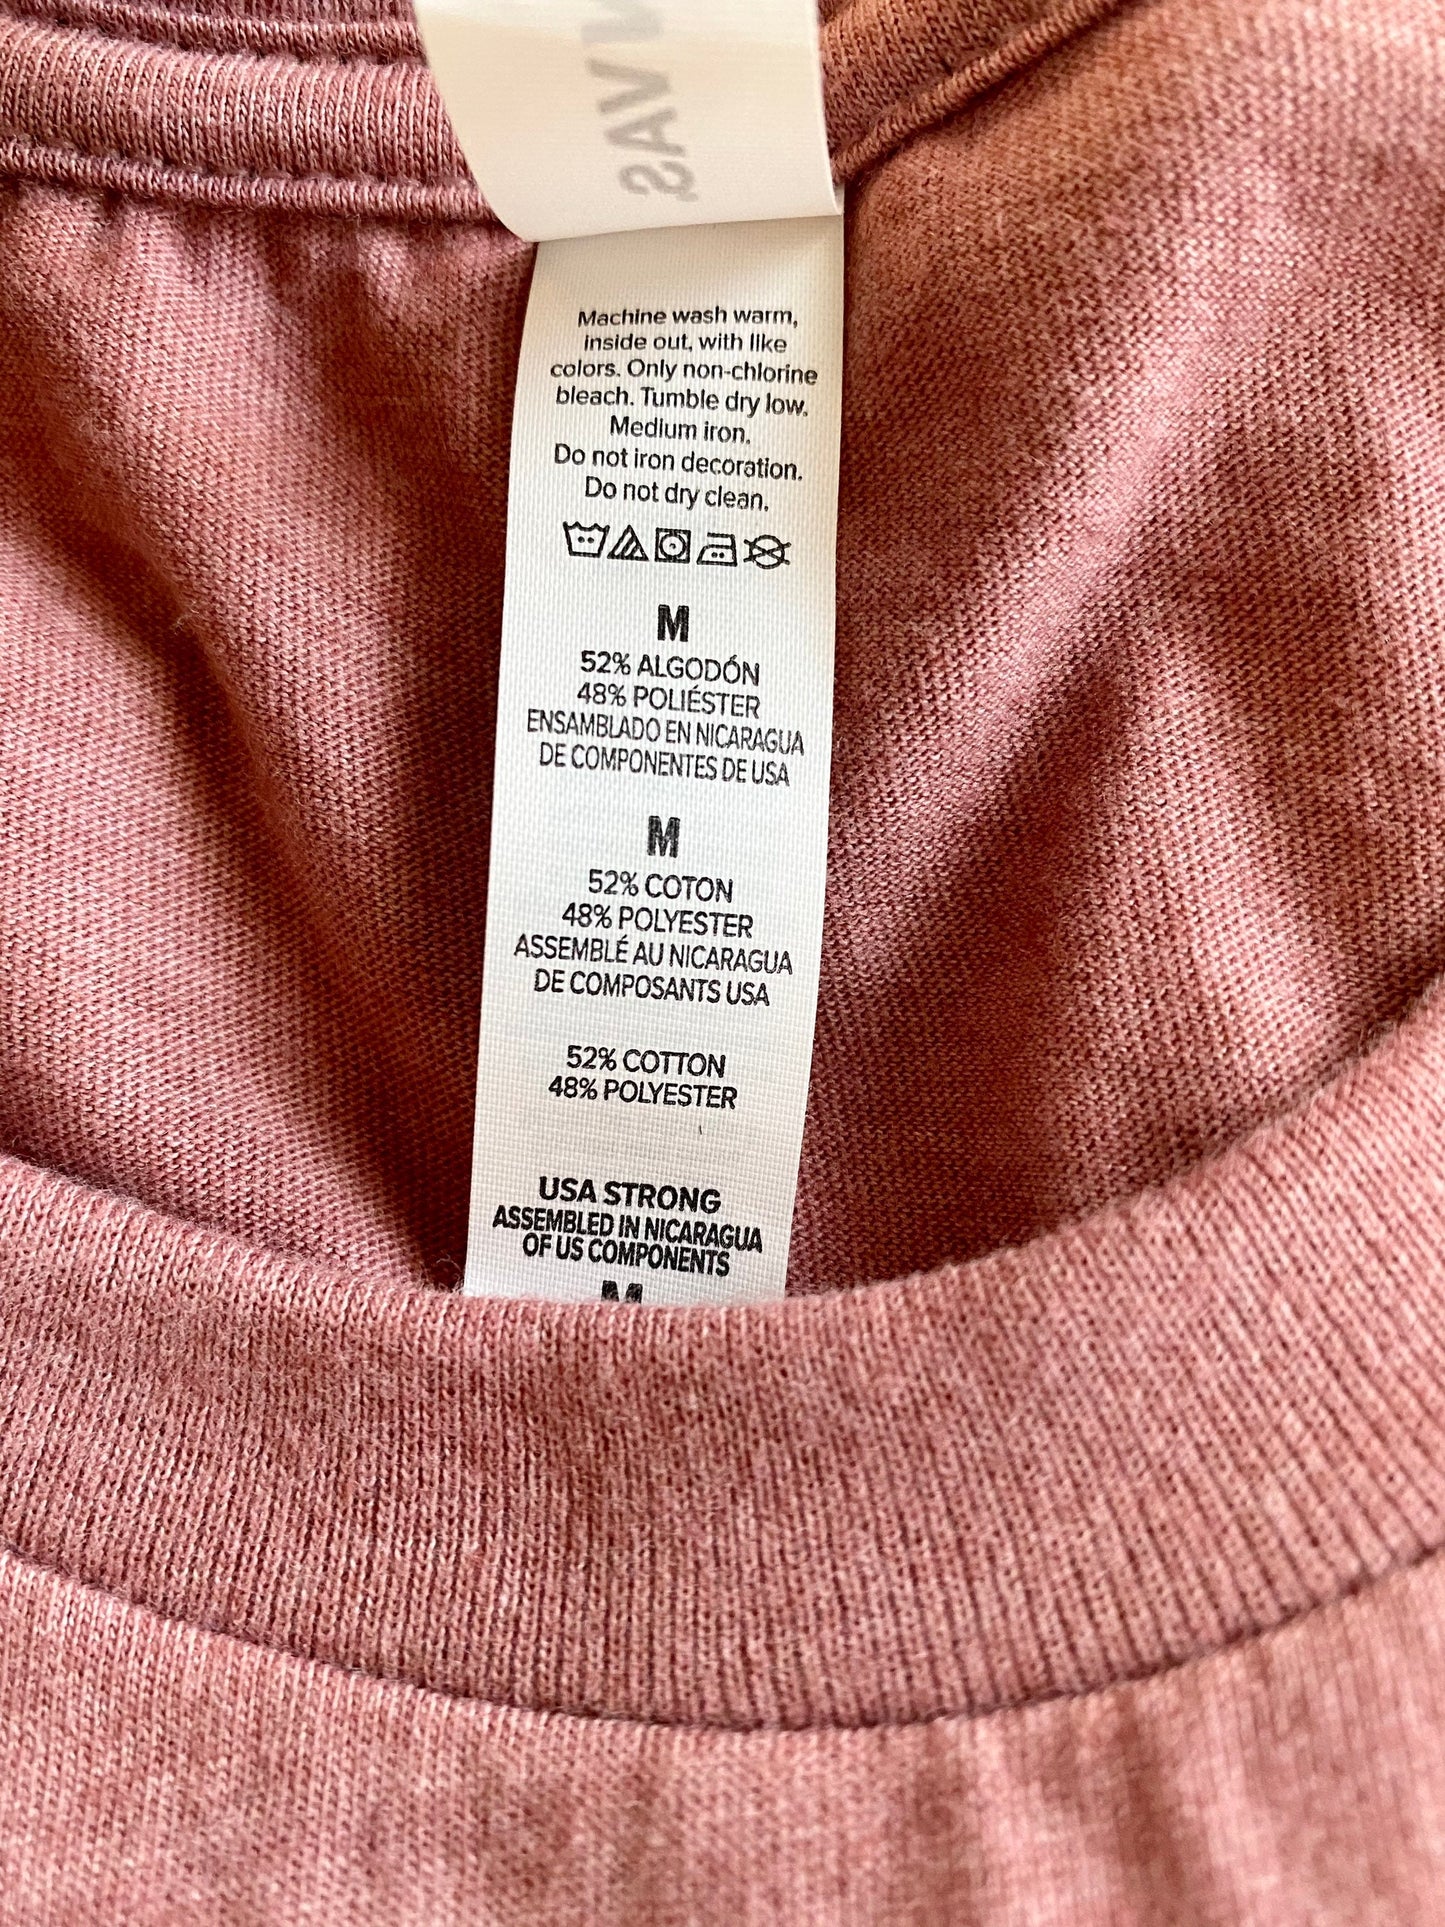 Machine wash warm,
inside out, with like
colors. Only non-chlorine
bleach. Tumble dry low.
Medium iron.
Do not iron decoration.
Do not dry clean.
M
52% ALGODÓN
48% POLIÉSTER
ENSAMBLADO EN NICARAGUA
DE COMPONENTES DE USA
M
52% COTON
48% POLYESTER
ASSEMBLÉ AU NICARAGUA
DE COMPOSANTS USA
52% COTTON
48% POLYESTER
USA STRONG
ASSEMBLED IN NICARAGUA
OF US COMPONENTS
M